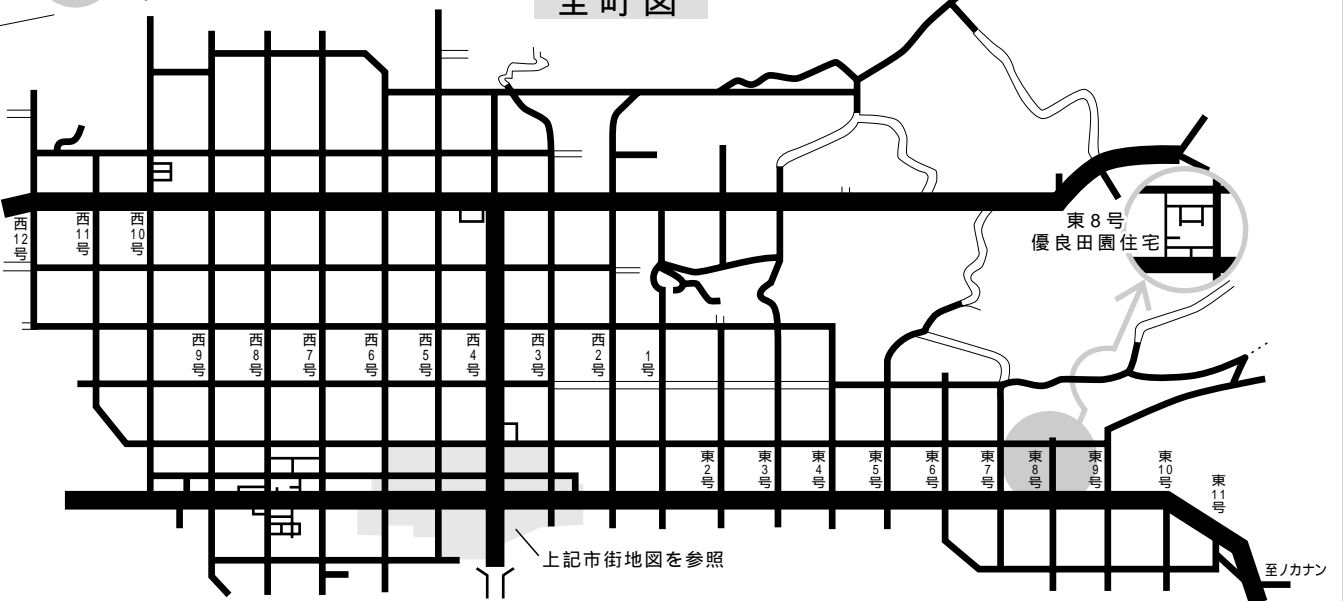 全町図
東8号
優良田園住宅
西12号
西11号
西10号
西9号
西8号
西7号
西6号
西5号
西4号
西3号
西2号
1号
東2号
東3号
東4号
東5号
東6号
東7号
東8号
東9号
東10号
東11号
上記市街地図を参照
至ノカナン